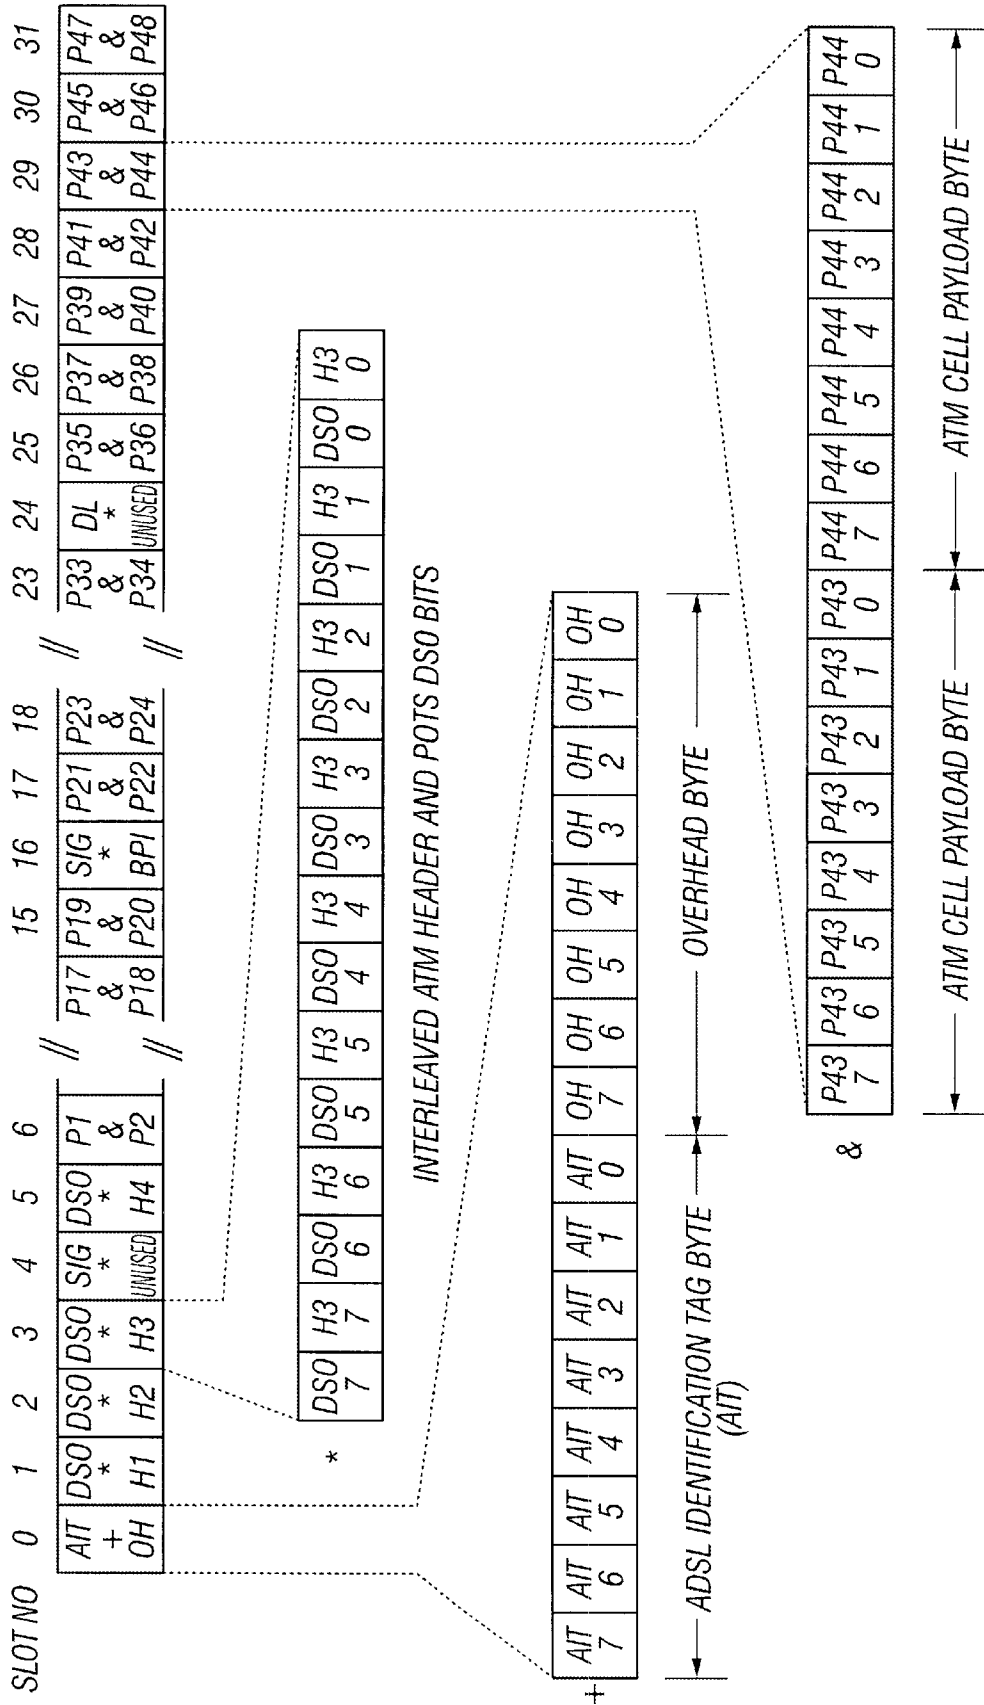 SLOT NO 0 1 2 3 4 5 6 15 16 17 18 23 24 25 26 27 28 29 30 31
AIT DSO DSO DSO SIG DSO P1 // P17 P19 SIG P21 P23 // P33 DL P35 P37 P39 P41 P43 P45 P47
+ * * * * * & & & * & & & * & & & & & & &
OH H1 H2 H3 UNUSED H4 P2 // P18 P20 BPI P22 P24 // P34 UNUSED P36 P38 P40 P42 P44 P46 P48
* DSO H3 DSO H3 DSO H3 DSO H3 DSO H3 DSO H3 DSO H3 DSO H3
7 7 6 6 5 5 4 4 3 3 2 2 1 1 0 0
INTERLEAVED ATM HEADER AND POTS DSO BITS
+ AIT AIT AIT AIT AIT AIT AIT AIT OH OH OH OH OH OH OH OH
7 6 5 4 3 2 1 0 7 6 5 4 3 2 1 0
ADSL IDENTIFICATION TAG BYTE OVERHEAD BYTE
(AIT)
& P43 P43 P43 P43 P43 P43 P43 P43 P44 P44 P44 P44 P44 P44 P44 P44
7 6 5 4 3 2 1 0 7 6 5 4 3 2 1 0
ATM CELL PAYLOAD BYTE ATM CELL PAYLOAD BYTE